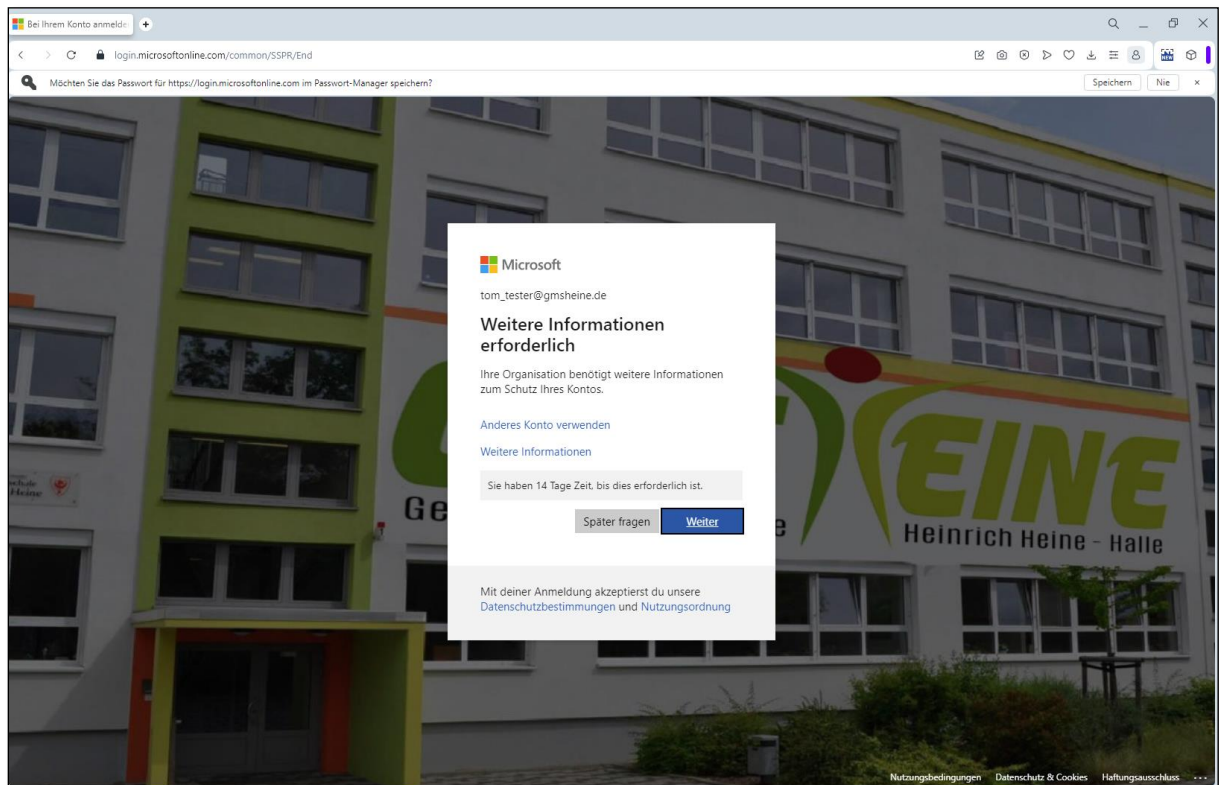 Bei Ihrem Konto anmelde
login.microsoftonline.com/common/SSPR/End
NEW
Möchten Sie das Passwort für https://login.microsoftonline.com im Passwort-Manager speichern?
Speichern
Nie
Microsoft
tom_tester@gmsheine.de
Weitere Informationen
erforderlich
Ihre Organisation benötigt weitere Informationen
zum Schutz Ihres Kontos.
Anderes Konto verwenden
Weitere Informationen
Sie haben 14 Tage Zeit, bis dies erforderlich ist.
Später fragen
Weiter
Mit deiner Anmeldung akzeptierst du unsere
Datenschutzbestimmungen und Nutzungsordnung
EINE
Ge
e
Heinrich Heine - Halle
Heine
Nutzungsbedingungen Datenschutz & Cookies Haftungsausschluss ...